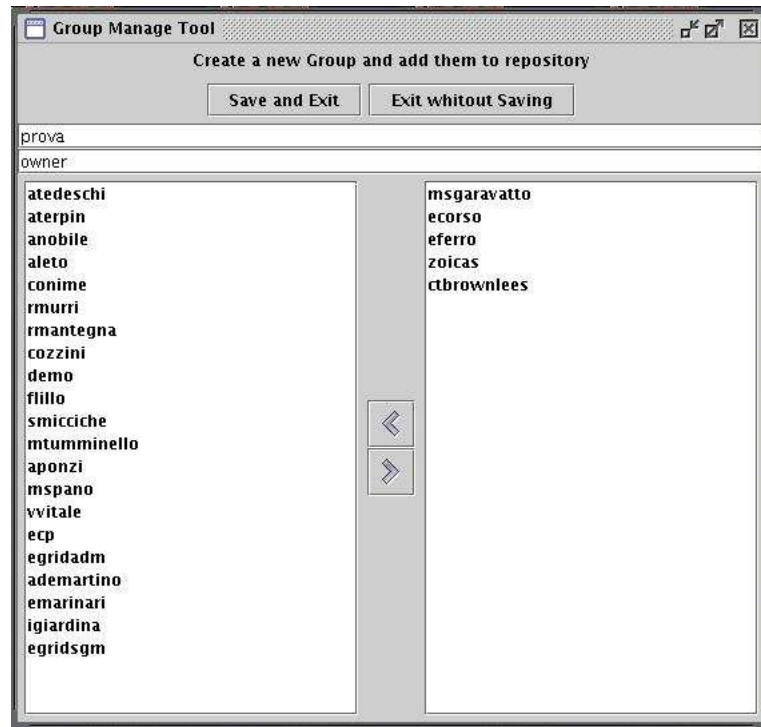 Group Manage Tool
Create a new Group and add them to repository
Save and Exit
Exit whitout Saving
prova
owner
atedeschi
aterpin
anobile
aleto
conime
rmurri
rmantegna
cozzini
demo
flillo
smicciche
mtumminello
aponzi
mspano
vvitale
ecp
egridadm
ademartino
emarinari
igiardina
egridsgm
msgaravatto
ecorso
eferro
zoicas
ctbrownlees